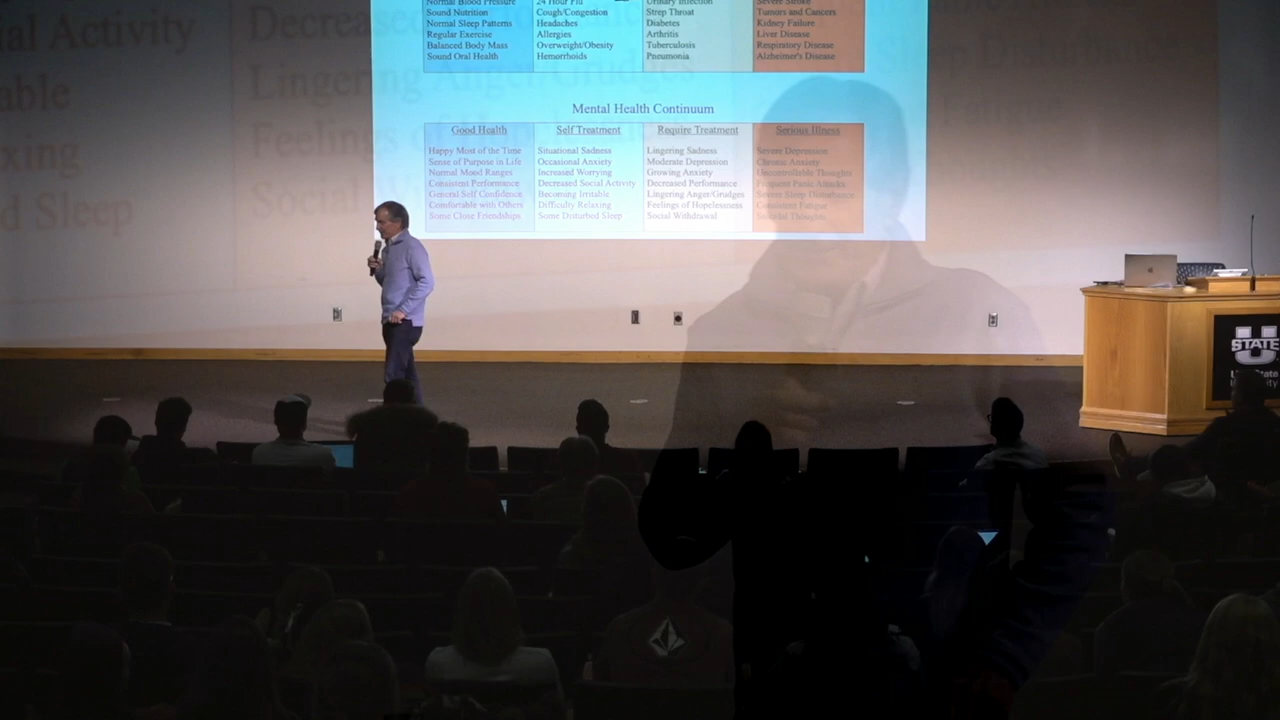 Normal Blood Pressure 24 Hour Flu Urinary Infection Severe Stroke
Sound Nutrition Cough/Congestion Strep Throat Tumors and Cancers
Normal Sleep Patterns Headaches Diabetes Kidney Failure
Regular Exercise Allergies Arthritis Liver Disease
Balanced Body Mass Overweight/Obesity Tuberculosis Respiratory Disease
Sound Oral Health Hemorrhoids Pneumonia Alzheimer's Disease
Mental Health Continuum
Good Health Self Treatment Require Treatment Serious Illness
Happy Most of the Time Situational Sadness Lingering Sadness Severe Depression
Sense of Purpose in Life Occasional Anxiety Moderate Depression Chronic Anxiety
Normal Mood Ranges Increased Worrying Growing Anxiety Uncontrollable Thoughts
Consistent Performance Decreased Social Activity Decreased Performance Frequent Panic Attacks
General Self Confidence Becoming Irritable Lingering Anger/Grudges Severe Sleep Disturbance
Comfortable with Others Difficulty Relaxing Feelings of Hopelessness Consistent Fatigue
Some Close Friendships Some Disturbed Sleep Social Withdrawal Suicidal Thoughts
ial Activity Decreased
able Lingering Anger/Grudges
xing Feelings of
d Sleep Social
U STATE